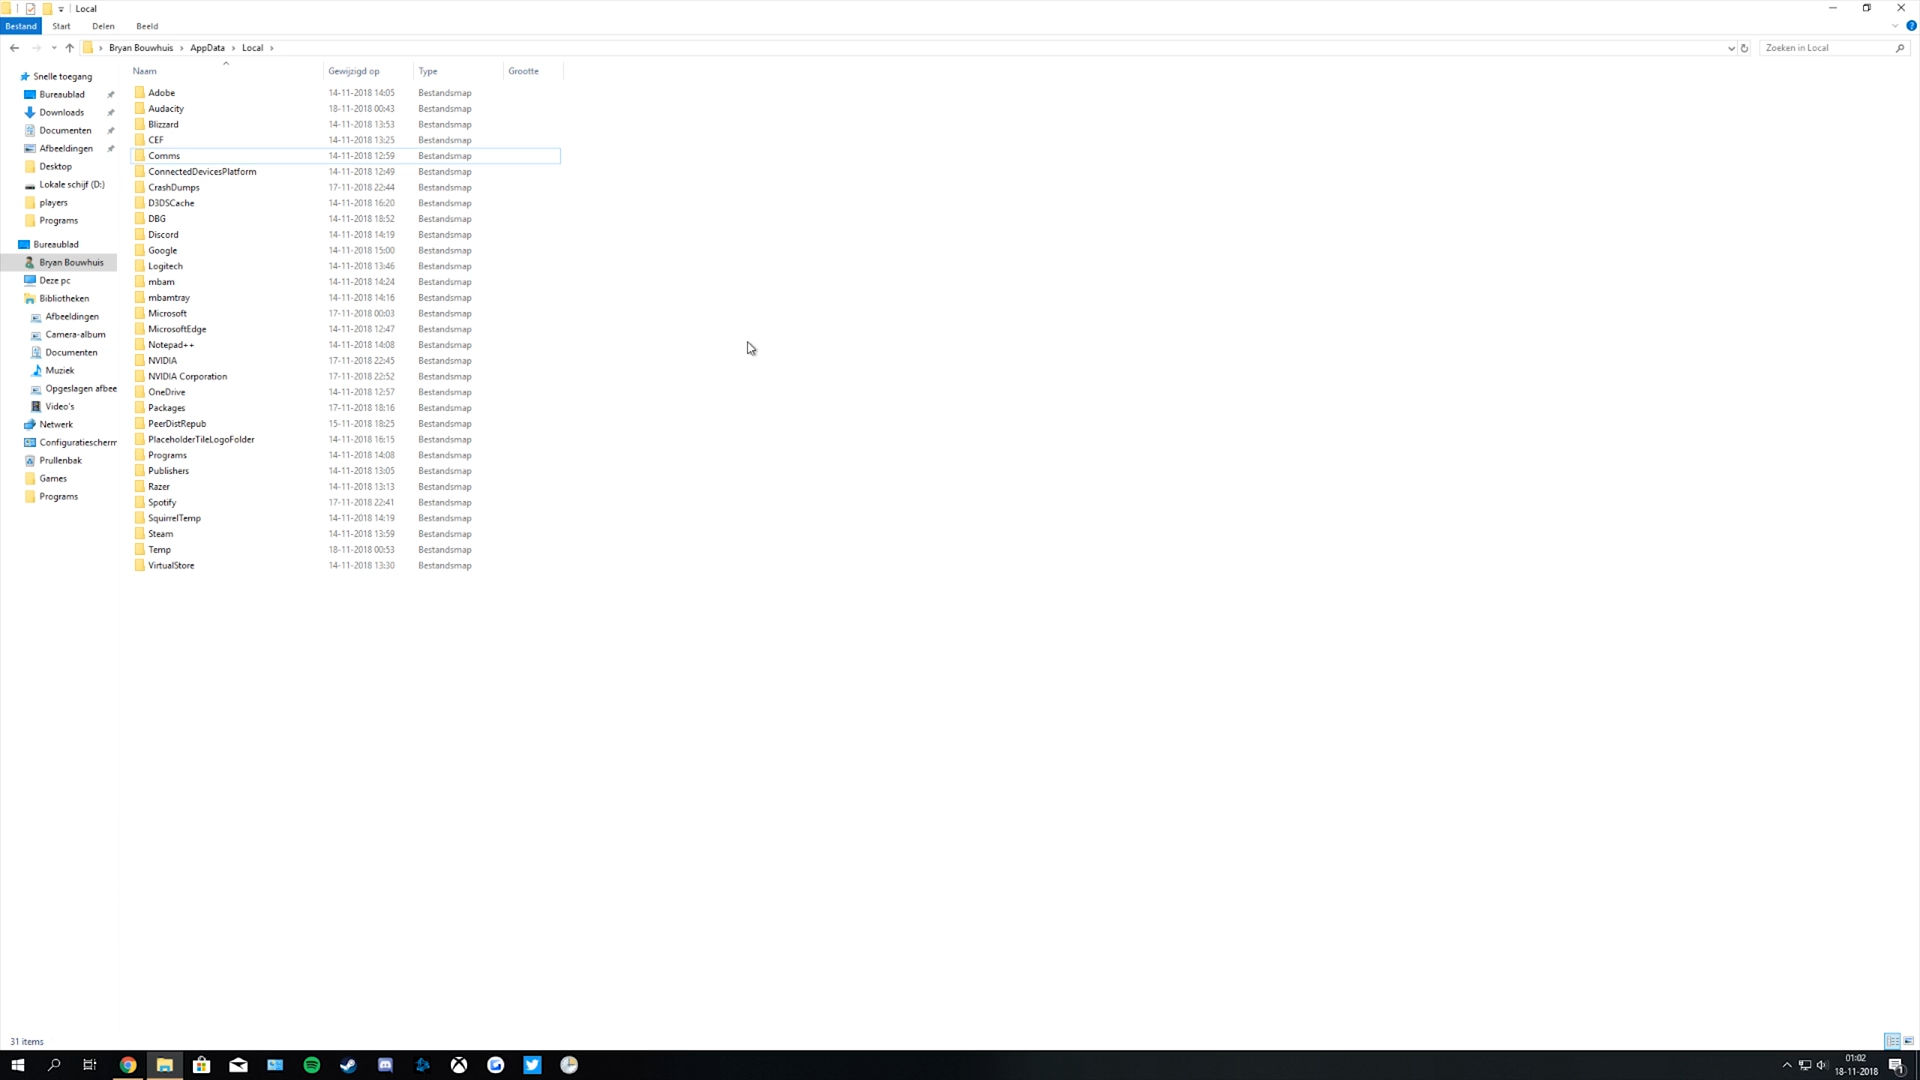 Local
Bestand Start Delen Beeld
Bryan Bouwhuis AppData Local
Zoeken in Local
Naam Gewijzigd op Type Grootte
Snelle toegang
Bureaublad
Downloads
Documenten
Afbeeldingen
Desktop
Lokale schijf (D:)
players
Programs
Bureaublad
Bryan Bouwhuis
Deze pc
Bibliotheken
Afbeeldingen
Camera-album
Documenten
Muziek
Opgeslagen afbee
Video's
Netwerk
Configuratiescherm
Prullenbak
Games
Programs
Adobe 14-11-2018 14:05 Bestandsmap
Audacity 18-11-2018 00:43 Bestandsmap
Blizzard 14-11-2018 13:53 Bestandsmap
CEF 14-11-2018 13:25 Bestandsmap
Comms 14-11-2018 12:59 Bestandsmap
ConnectedDevicesPlatform 14-11-2018 12:49 Bestandsmap
CrashDumps 17-11-2018 22:44 Bestandsmap
D3DSCache 14-11-2018 16:20 Bestandsmap
DBG 14-11-2018 18:52 Bestandsmap
Discord 14-11-2018 14:19 Bestandsmap
Google 14-11-2018 15:00 Bestandsmap
Logitech 14-11-2018 13:46 Bestandsmap
mbam 14-11-2018 14:24 Bestandsmap
mbamtray 14-11-2018 14:16 Bestandsmap
Microsoft 17-11-2018 00:03 Bestandsmap
MicrosoftEdge 14-11-2018 12:47 Bestandsmap
Notepad++ 14-11-2018 14:08 Bestandsmap
NVIDIA 17-11-2018 22:45 Bestandsmap
NVIDIA Corporation 17-11-2018 22:52 Bestandsmap
OneDrive 14-11-2018 12:57 Bestandsmap
Packages 17-11-2018 18:16 Bestandsmap
PeerDistRepub 15-11-2018 18:25 Bestandsmap
PlaceholderTileLogoFolder 14-11-2018 16:15 Bestandsmap
Programs 14-11-2018 14:08 Bestandsmap
Publishers 14-11-2018 13:05 Bestandsmap
Razer 14-11-2018 13:13 Bestandsmap
Spotify 17-11-2018 22:41 Bestandsmap
SquirrelTemp 14-11-2018 14:19 Bestandsmap
Steam 14-11-2018 13:59 Bestandsmap
Temp 18-11-2018 00:53 Bestandsmap
VirtualStore 14-11-2018 13:30 Bestandsmap
31 items
01:02
18-11-2018